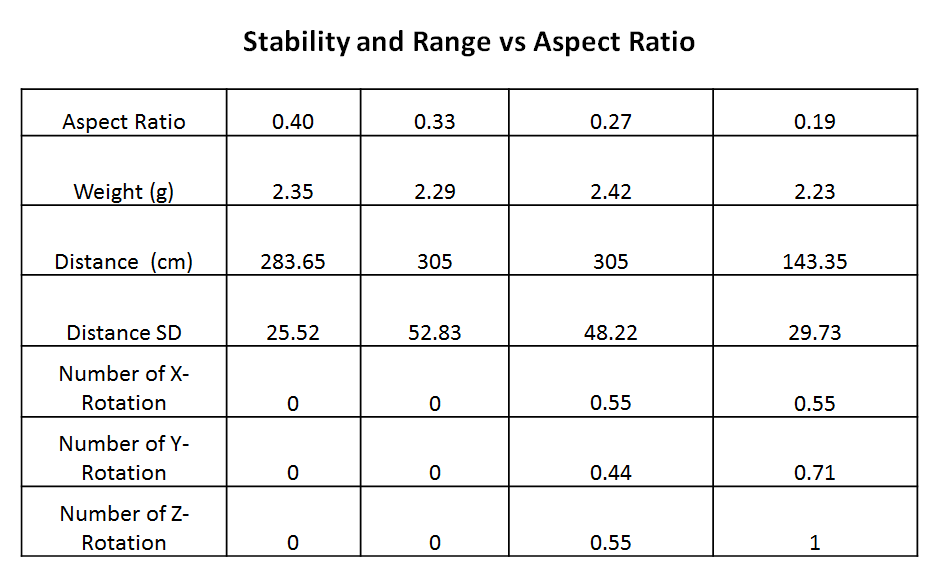 Stability and Range vs Aspect Ratio
Aspect Ratio 0.40 0.33 0.27 0.19
Weight (g) 2.35 2.29 2.42 2.23
Distance (cm) 283.65 305 305 143.35
Distance SD 25.52 52.83 48.22 29.73
Number of X-
Rotation 0 0 0.55 0.55
Number of Y-
Rotation 0 0 0.44 0.71
Number of Z-
Rotation 0 0 0.55 1